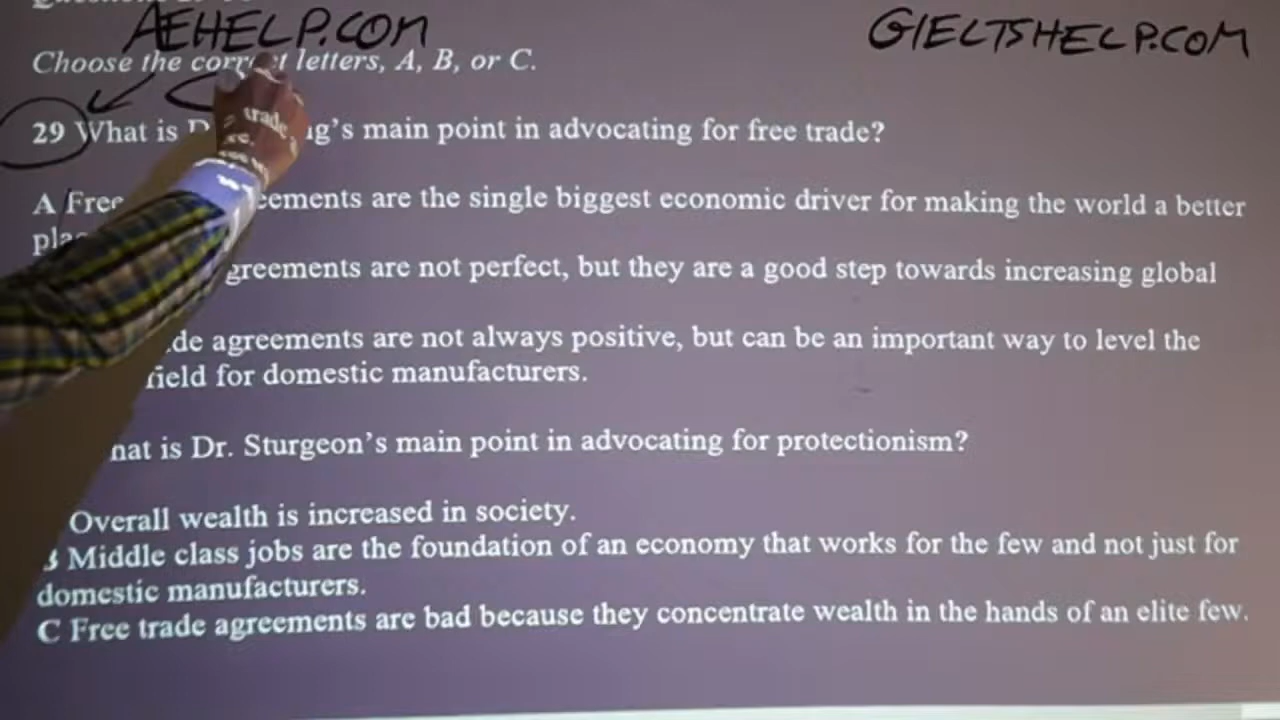 AEHELP.COM GIELTSHELP.COM
Choose the correct letters, A, B, or C.
29 What is ng's main point in advocating for free trade?
A Free eements are the single biggest economic driver for making the world a better
greements are not perfect, but they are a good step towards increasing global
agreements are not always positive, but can be an important way to level the
field for domestic manufacturers.
is Dr. Sturgeon's main point in advocating for protectionism?
Overall wealth is increased in society.
B Middle class jobs are the foundation of an economy that works for the few and not just for
domestic manufacturers.
C Free trade agreements are bad because they concentrate wealth in the hands of an elite few.